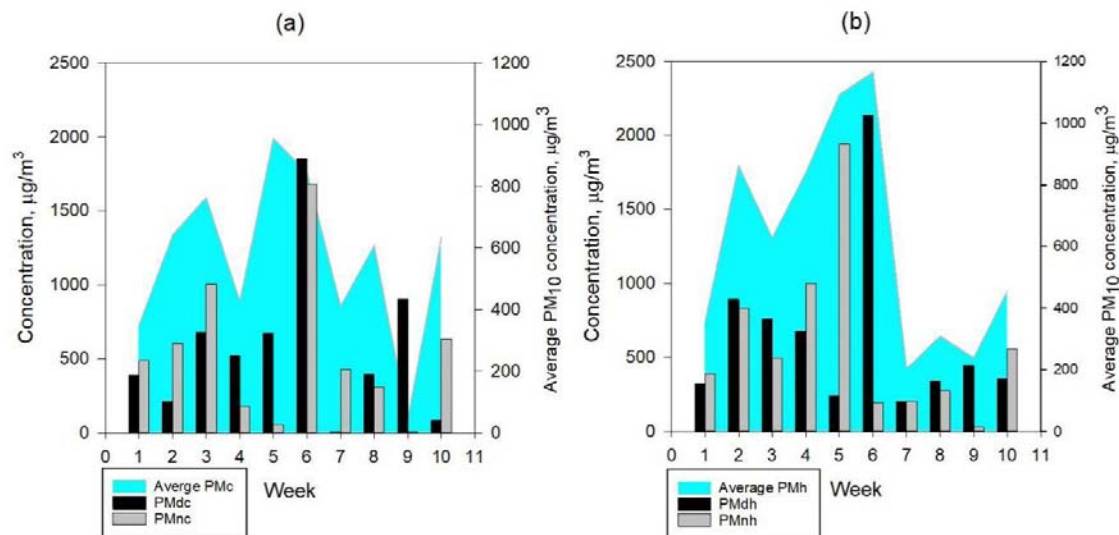 (a)
2500
2000
1500
1000
500
0
Concentration, µg/m³
1200
1000
800
600
400
200
0
Average PM10 concentration, µg/m³
0 1 2 3 4 5 6 7 8 9 10 11
Week
Averge PMc
PMdc
PMnc
(b)
2500
2000
1500
1000
500
0
Concentration, µg/m³
1200
1000
800
600
400
200
0
Average PM10 concentration, µg/m³
0 1 2 3 4 5 6 7 8 9 10 11
Week
Average PMh
PMdh
PMnh